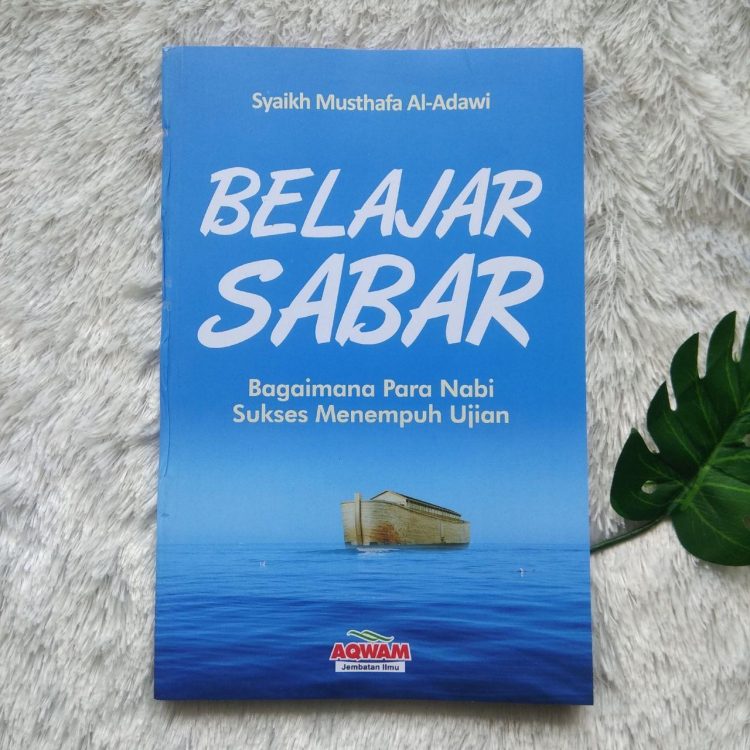 Syaikh Musthafa Al-Adawi
BELAJAR
SABAR
Bagaimana Para Nabi
Sukses Menempuh Ujian
AQWAM
Jembatan Ilmu